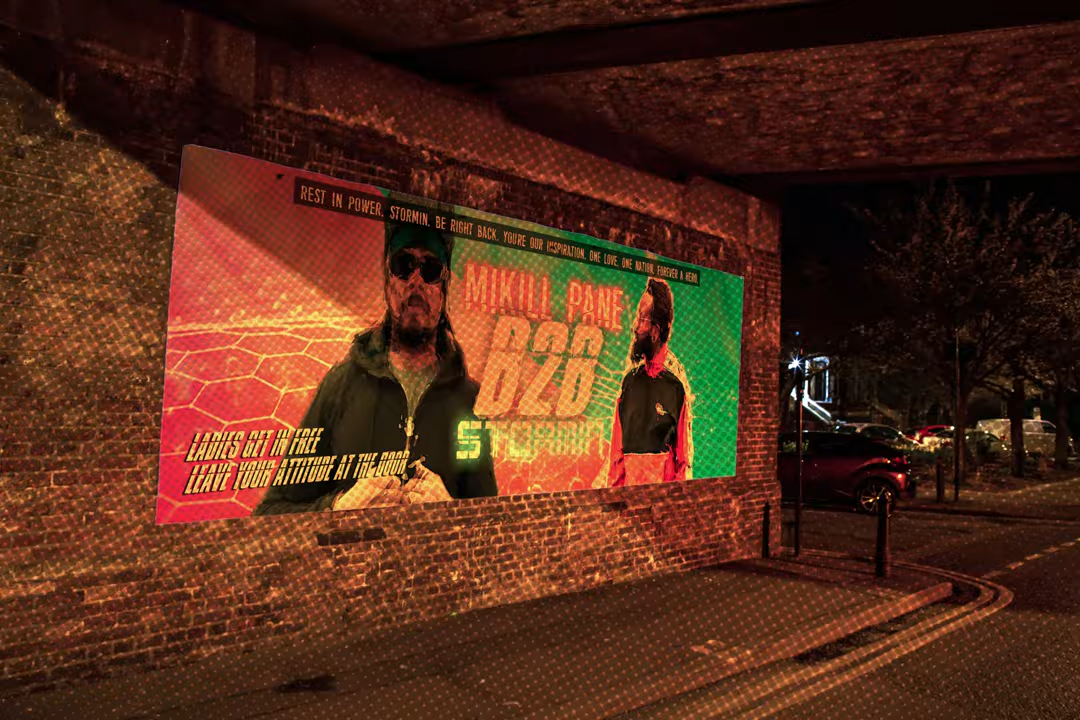 REST IN POWER, STORMIN. BE RIGHT BACK. YOU'RE OUR INSPIRATION. ONE LOVE. ONE NATION. FOREVER A HERO.
MIKILL PANE
STORMIN
LADIES GET IN FREE
LEAVE YOUR ATTITUDE AT THE DOOR